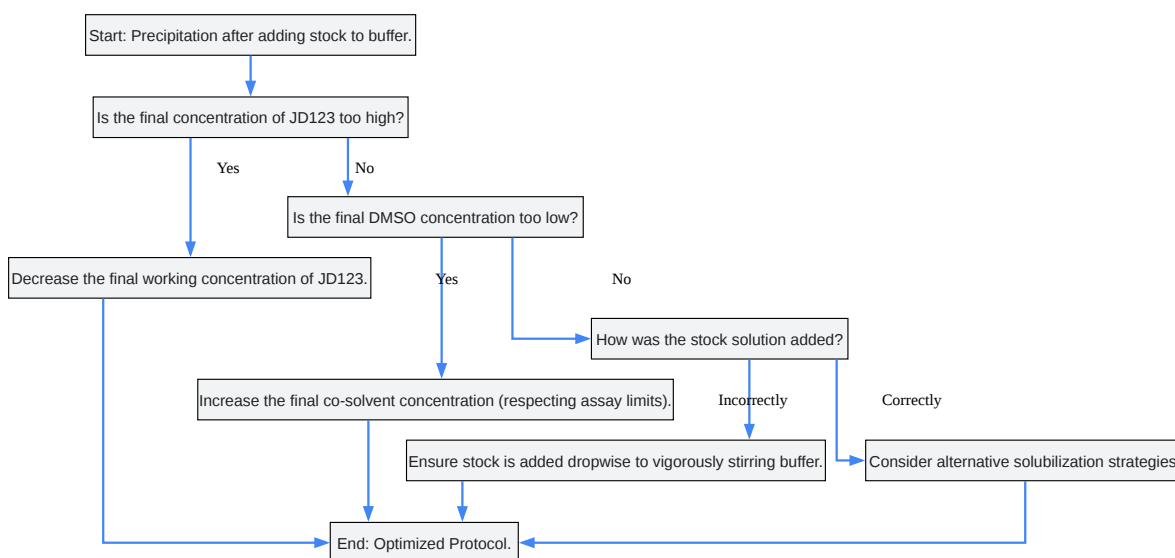 Start: Precipitation after adding stock to buffer.
Is the final concentration of JD123 too high?
Yes
No
Is the final DMSO concentration too low?
Decrease the final working concentration of JD123.
Yes
No
How was the stock solution added?
Increase the final co-solvent concentration (respecting assay limits).
Incorrectly
Correctly
Ensure stock is added dropwise to vigorously stirring buffer.
Consider alternative solubilization strategies
End: Optimized Protocol.